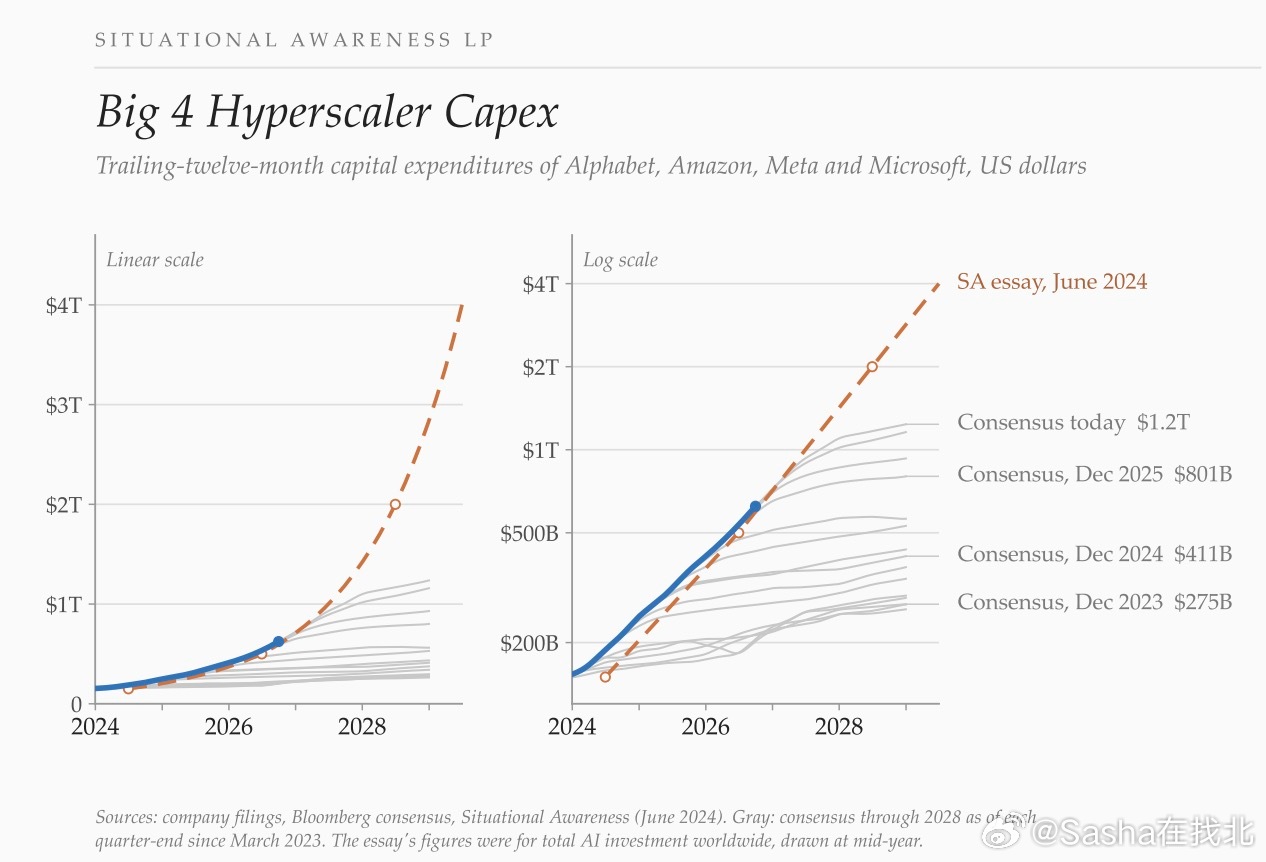 SITUATIONAL AWARENESS LP
Big 4 Hyperscaler Capex
Trailing-twelve-month capital expenditures of Alphabet, Amazon, Meta and Microsoft, US dollars
Linear scale
$4T
$3T
$2T
$1T
0
2024
2026
2028
Log scale
$4T
$2T
$1T
$500B
$200B
2024
2026
2028
SA essay, June 2024
Consensus today $1.2T
Consensus, Dec 2025 $801B
Consensus, Dec 2024 $411B
Consensus, Dec 2023 $275B
Sources: company filings, Bloomberg consensus, Situational Awareness (June 2024). Gray: consensus through 2028 as of each
quarter-end since March 2023. The essay's figures were for total AI investment worldwide, drawn at mid-year.
@Sasha在找北